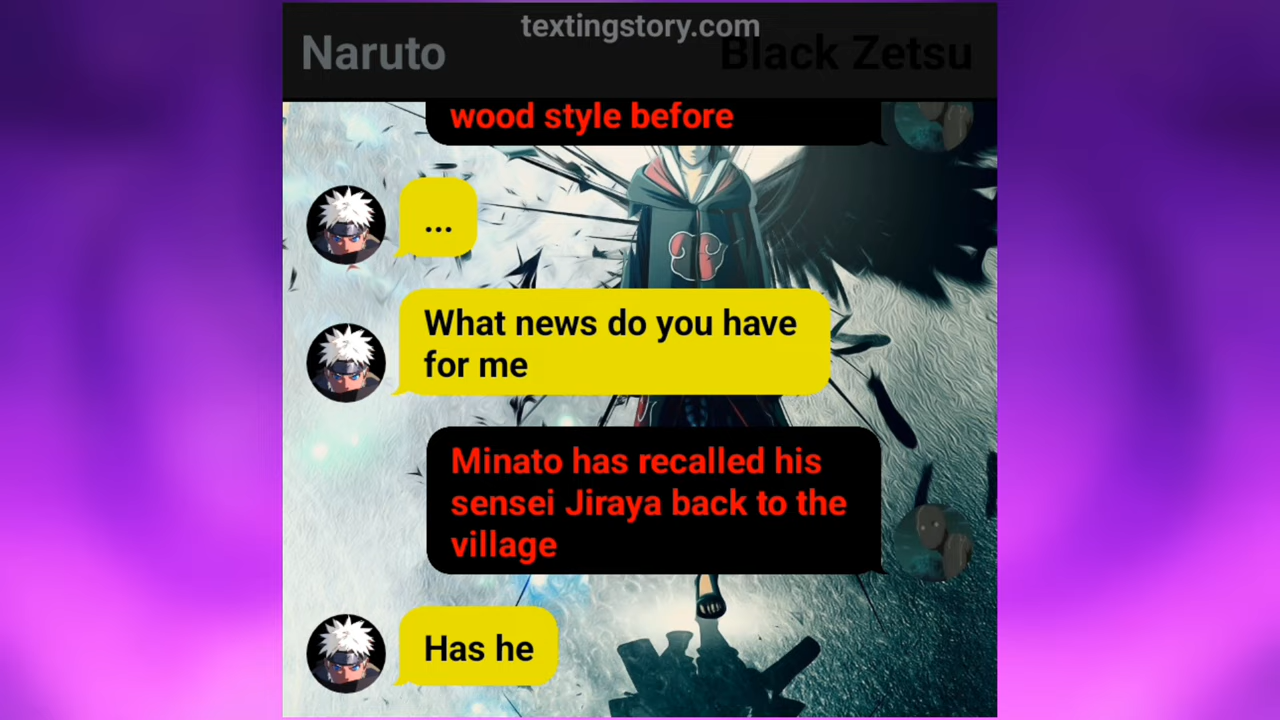 textingstory.com
Naruto
Black Zetsu
wood style before
...
What news do you have
for me
Minato has recalled his
sensei Jiraya back to the
village
Has he